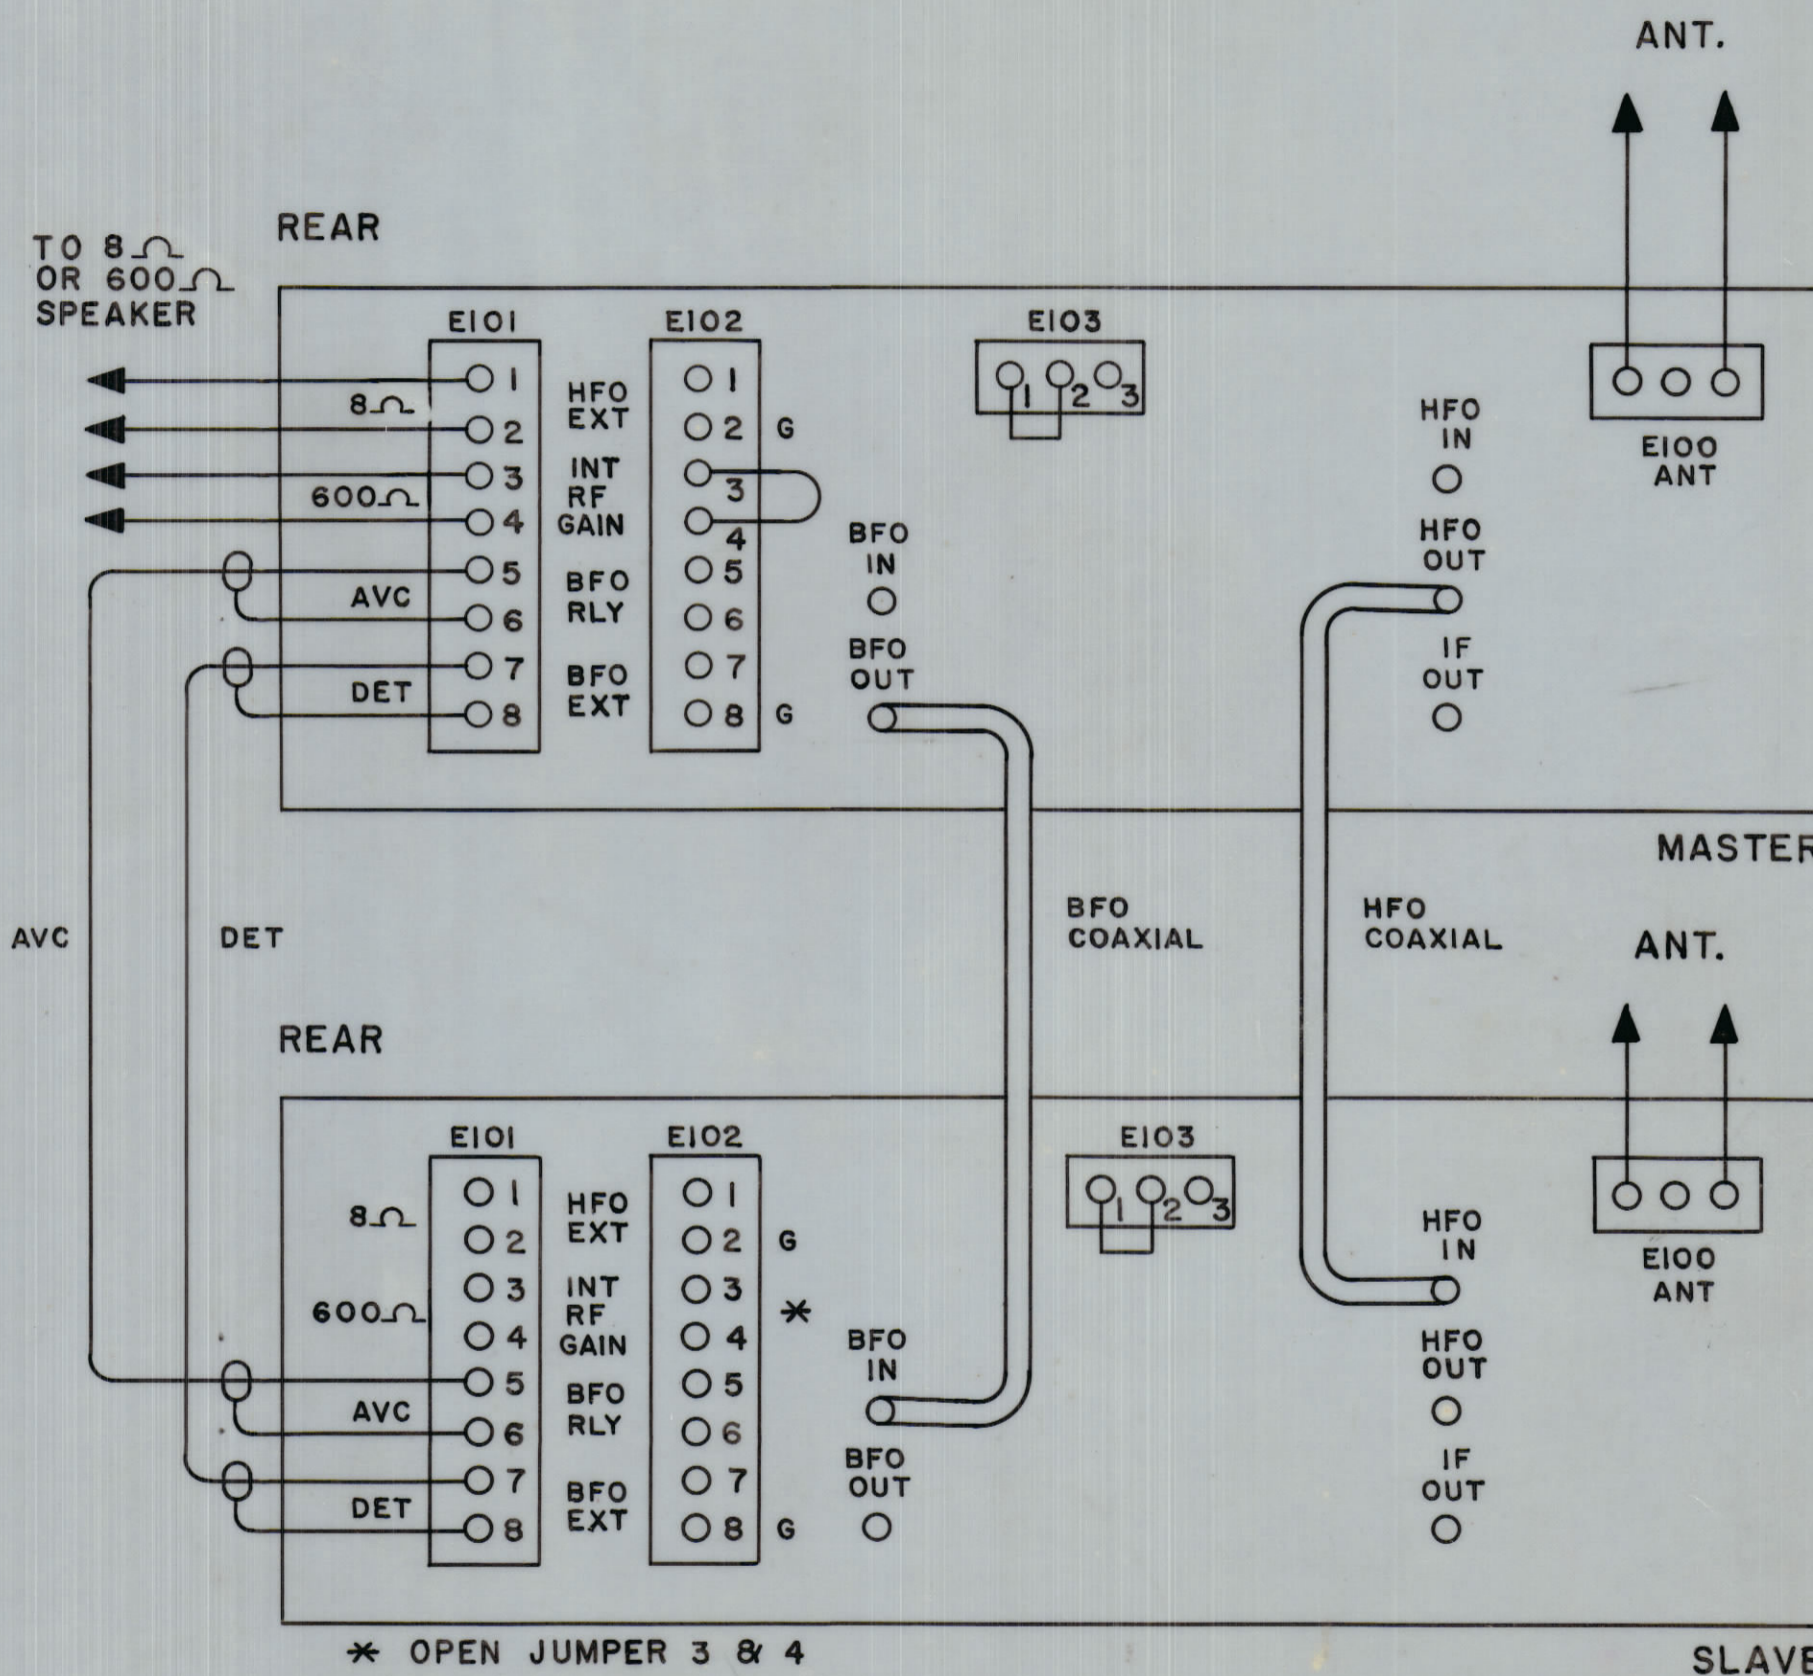 ANT.
REAR
TO 8Ω
OR 600Ω
SPEAKER
E101
E102
E103
1
8Ω
2
3
600Ω
4
5
AVC
6
7
DET
8
HFO
EXT
INT
RF
GAIN
BFO
RLY
BFO
EXT
1
2 G
3
4
5
6
7
8 G
1 2 3
BFO
IN
BFO
OUT
HFO
IN
HFO
OUT
IF
OUT
E100
ANT
MASTER
AVC
DET
BFO
COAXIAL
HFO
COAXIAL
ANT.
REAR
E101
E102
E103
1
8Ω
2
3
600Ω
4
5
AVC
6
7
DET
8
HFO
EXT
INT
RF
GAIN
BFO
RLY
BFO
EXT
1
2 G
3
*
4
5
6
7
8 G
1 2 3
BFO
IN
BFO
OUT
HFO
IN
HFO
OUT
IF
OUT
E100
ANT
* OPEN JUMPER 3 & 4
SLAVE